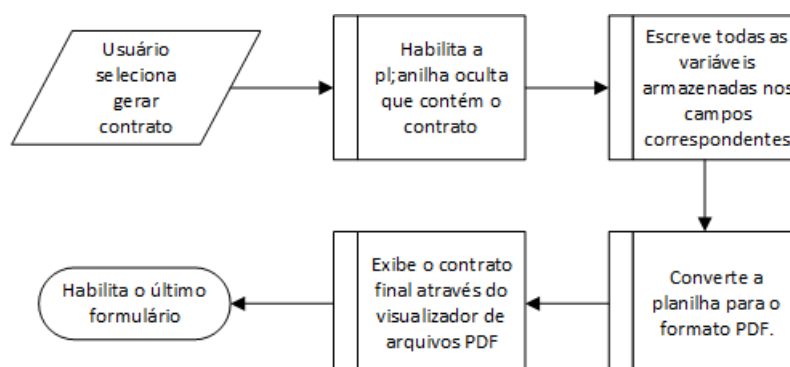 Usuário
seleciona
gerar
contrato
Habilita a
pl;anilha oculta
que contém o
contrato
Escreve todas as
variáveis
armazenadas nos
campos
correspondentes
Converte a
planilha para o
formato PDF.
Exibe o contrato
final através do
visualizador de
arquivos PDF
Habilita o último
formulário